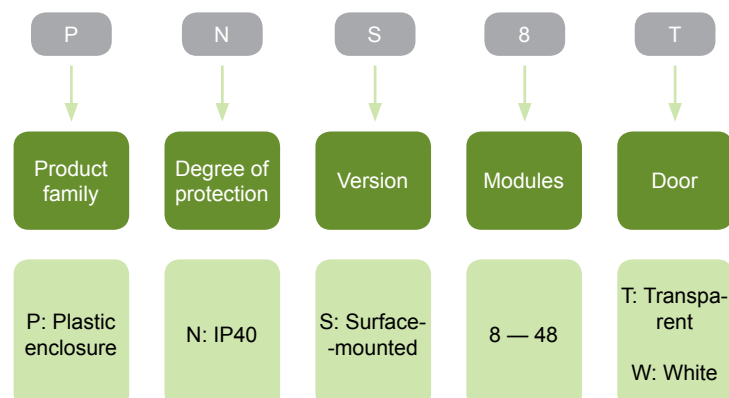 P N S 8 T
Product
family
Degree of
protection
Version
Modules
Door
P: Plastic
enclosure
N: IP40
S: Surface-
-mounted
8 — 48
T: Transpa-
rent
W: White